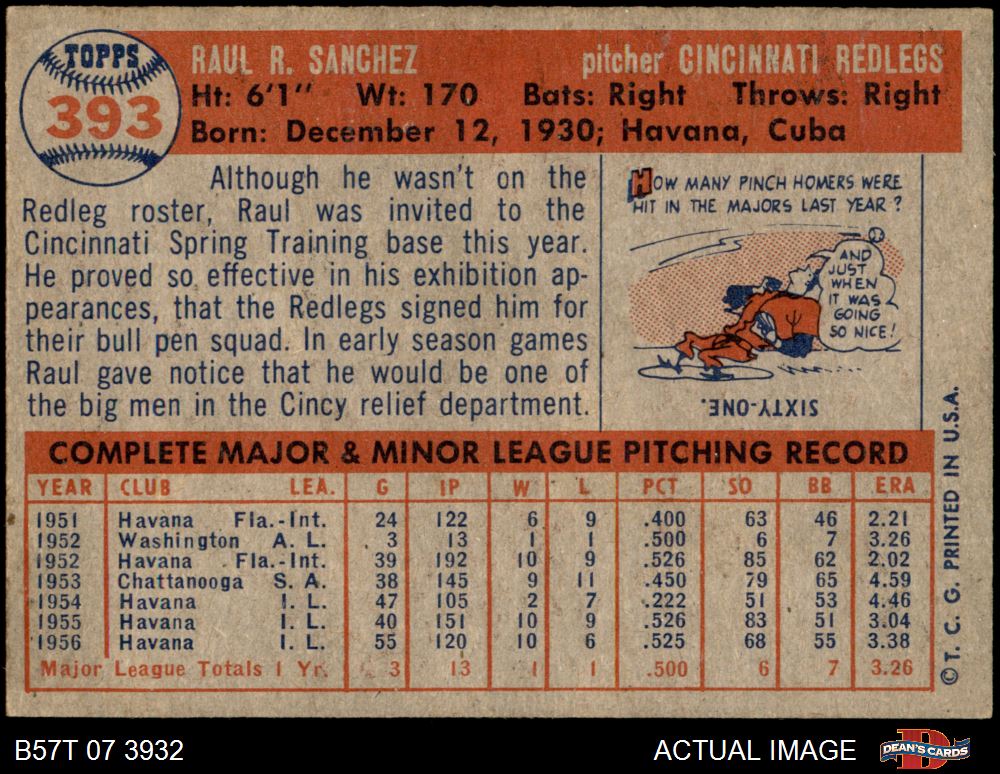 TOPPS
393
RAUL R. SANCHEZ pitcher CINCINNATI REDLEGS
Ht: 6'1" Wt: 170 Bats: Right Throws: Right
Born: December 12, 1930; Havana, Cuba
Although he wasn't on the
Redleg roster, Raul was invited to the
Cincinnati Spring Training base this year.
He proved so effective in his exhibition ap-
pearances, that the Redlegs signed him for
their bull pen squad. In early season games
Raul gave notice that he would be one of
the big men in the Cincy relief department.
HOW MANY PINCH HOMERS WERE
HIT IN THE MAJORS LAST YEAR?
AND
JUST
WHEN
IT WAS
GOING
SO NICE!
SIXTY-ONE.
COMPLETE MAJOR & MINOR LEAGUE PITCHING RECORD
YEAR CLUB LEA. G IP W L PCT SO BB ERA
1951 Havana Fla.-Int. 24 122 6 9 .400 63 46 2.21
1952 Washington A. L. 3 13 1 1 .500 6 7 3.26
1952 Havana Fla.-Int. 39 192 10 9 .526 85 62 2.02
1953 Chattanooga S. A. 38 145 9 11 .450 79 65 4.59
1954 Havana I. L. 47 105 2 7 .222 51 53 4.46
1955 Havana I. L. 40 151 10 9 .526 83 51 3.04
1956 Havana I. L. 55 120 10 6 .525 68 55 3.38
Major League Totals 1 Yr. 3 13 1 1 .500 6 7 3.26
© T. C. G. PRINTED IN U.S.A.
B57T 07 3932 ACTUAL IMAGE
DEAN'S CARDS